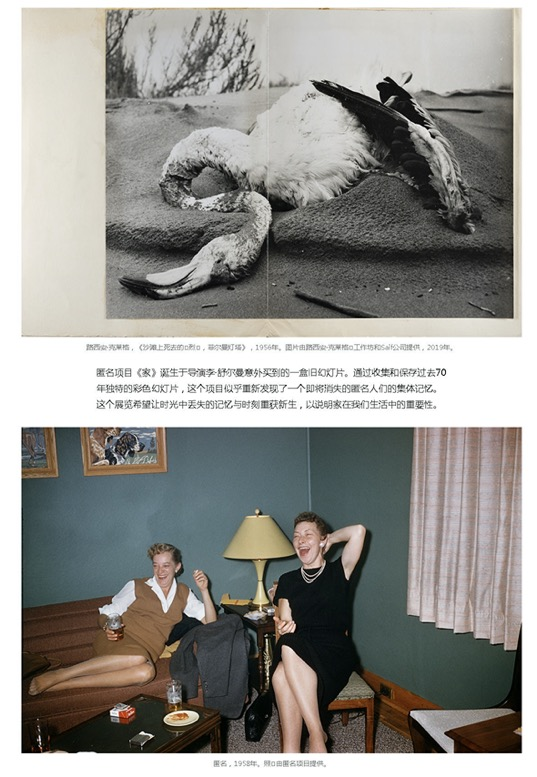 路西安·克莱格，《沙滩上死去的¤烈¤，菲尔曼灯塔》，1956年。图片由路西安·克莱格¤工作坊和Saif公司提供，2019年。
匿名项目《家》诞生于导演李·舒尔曼意外买到的一盒旧幻灯片。通过收集和保存过去70
年独特的彩色幻灯片，这个项目似乎重新发现了一个即将消失的匿名人们的集体记忆。
这个展览希望让时光中丢失的记忆与时刻重获新生，以说明家在我们生活中的重要性。
匿名，1958年。照¤由匿名项目提供。